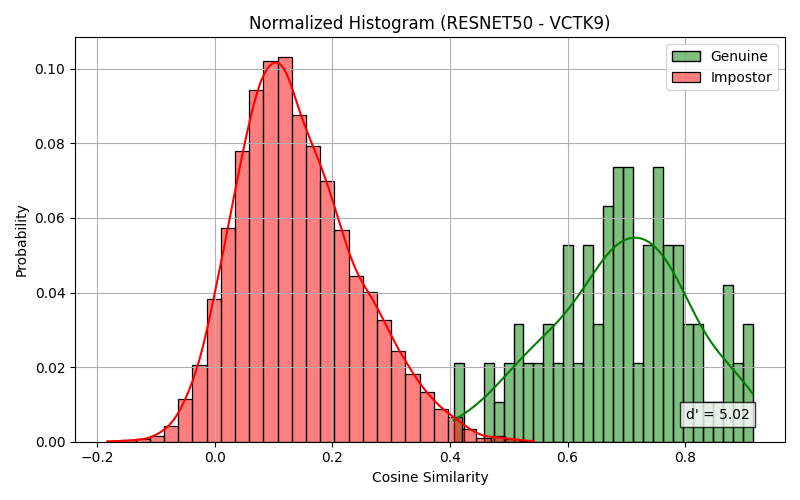 Normalized Histogram (RESNET50 - VCTK9)
Genuine
Impostor
0.10
0.08
0.06
0.04
0.02
0.00
Probability
d' = 5.02
−0.2 0.0 0.2 0.4 0.6 0.8
Cosine Similarity